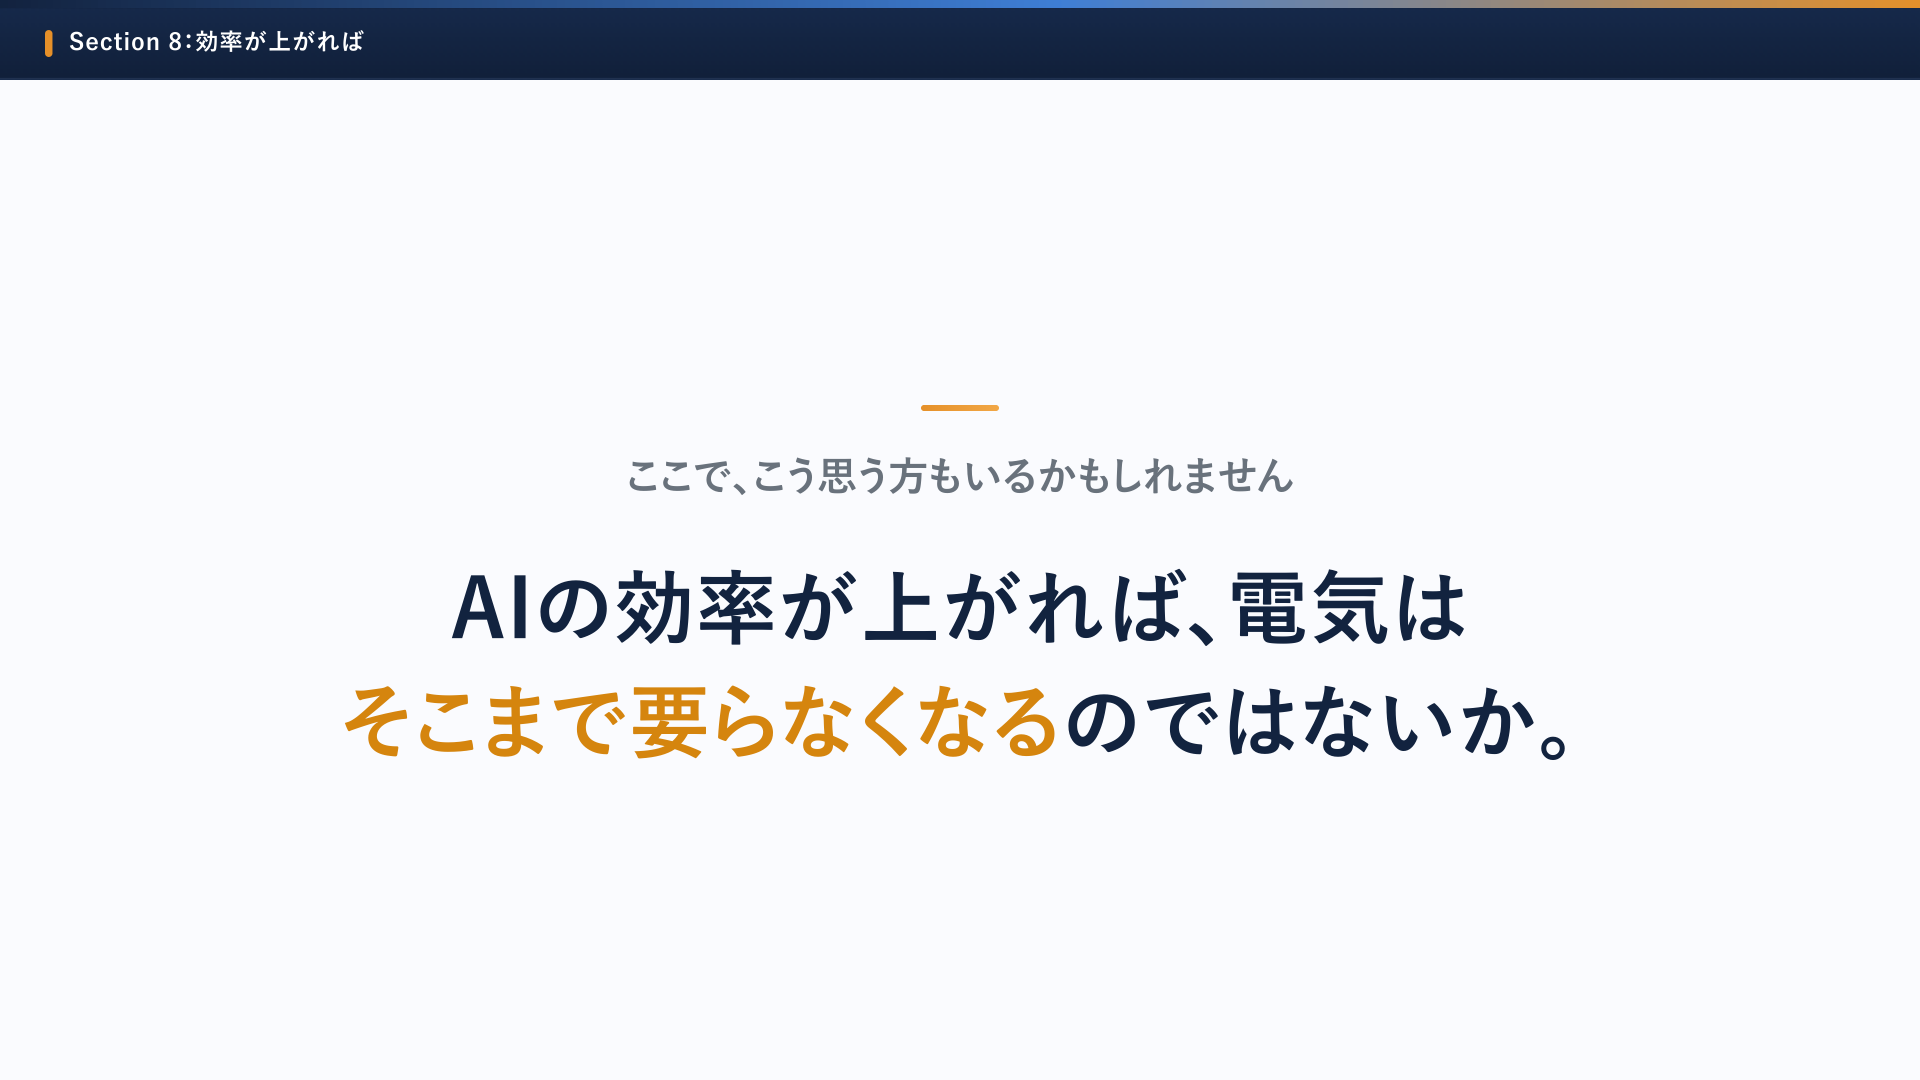 Section 8：効率が上がれば
ここで、こう思う方もいるかもしれません
AIの効率が上がれば、電気は
そこまで要らなくなるのではないか。